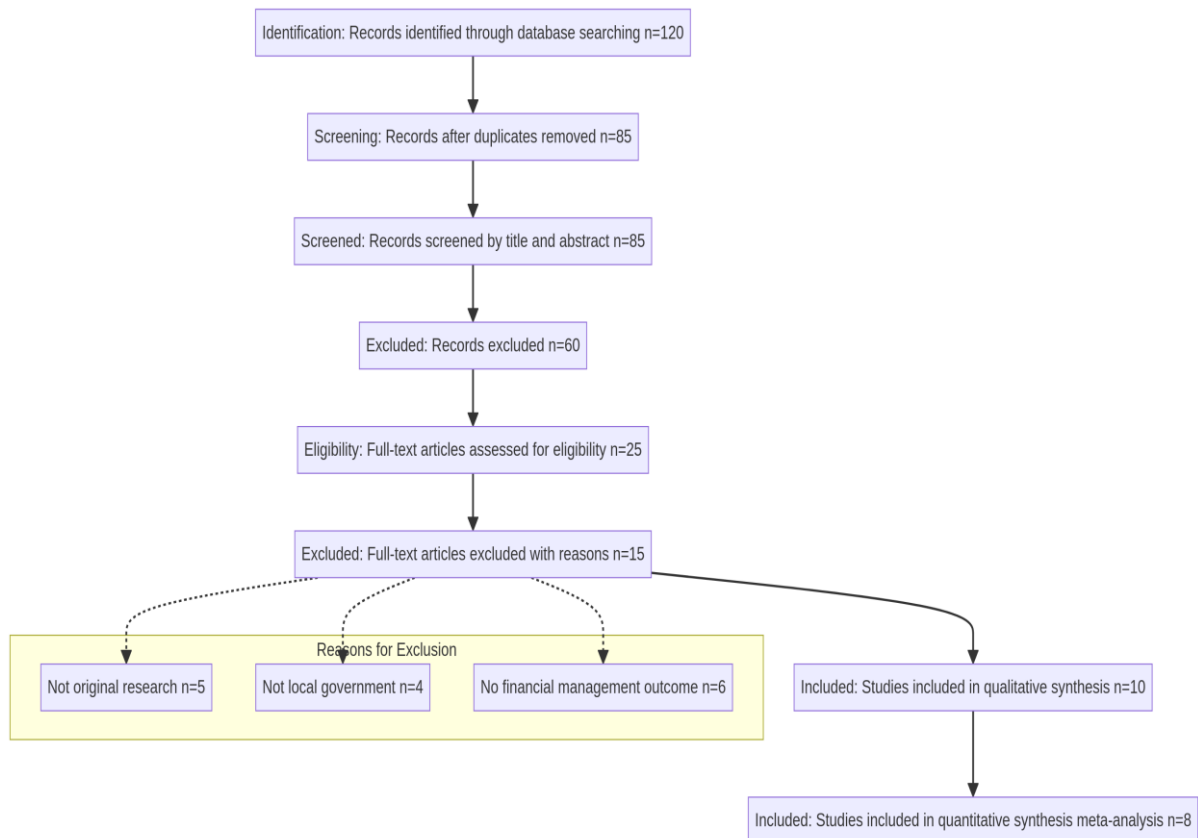 Identification: Records identified through database searching n=120
Screening: Records after duplicates removed n=85
Screened: Records screened by title and abstract n=85
Excluded: Records excluded n=60
Eligibility: Full-text articles assessed for eligibility n=25
Excluded: Full-text articles excluded with reasons n=15
Reasons for Exclusion
Not original research n=5
Not local government n=4
No financial management outcome n=6
Included: Studies included in qualitative synthesis n=10
Included: Studies included in quantitative synthesis meta-analysis n=8